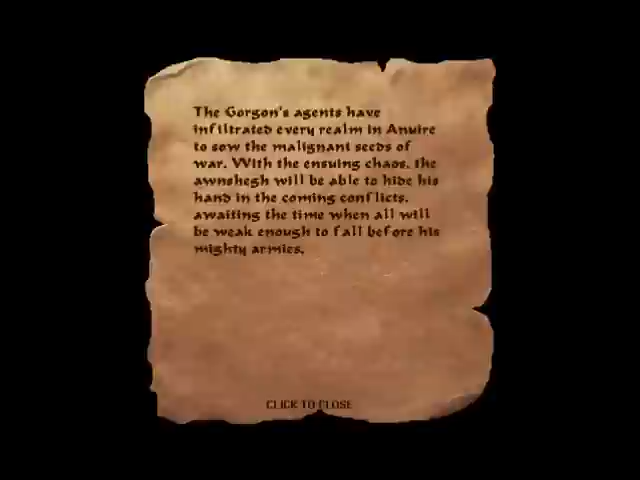 The Gorgon's agents have
infiltrated every realm in Anuire
to sow the malignant seeds of
war. With the ensuing chaos, the
awnshegh will be able to hide his
hand in the coming conflicts,
awaiting the time when all will
be weak enough to fall before his
mighty armies.
CLICK TO CLOSE